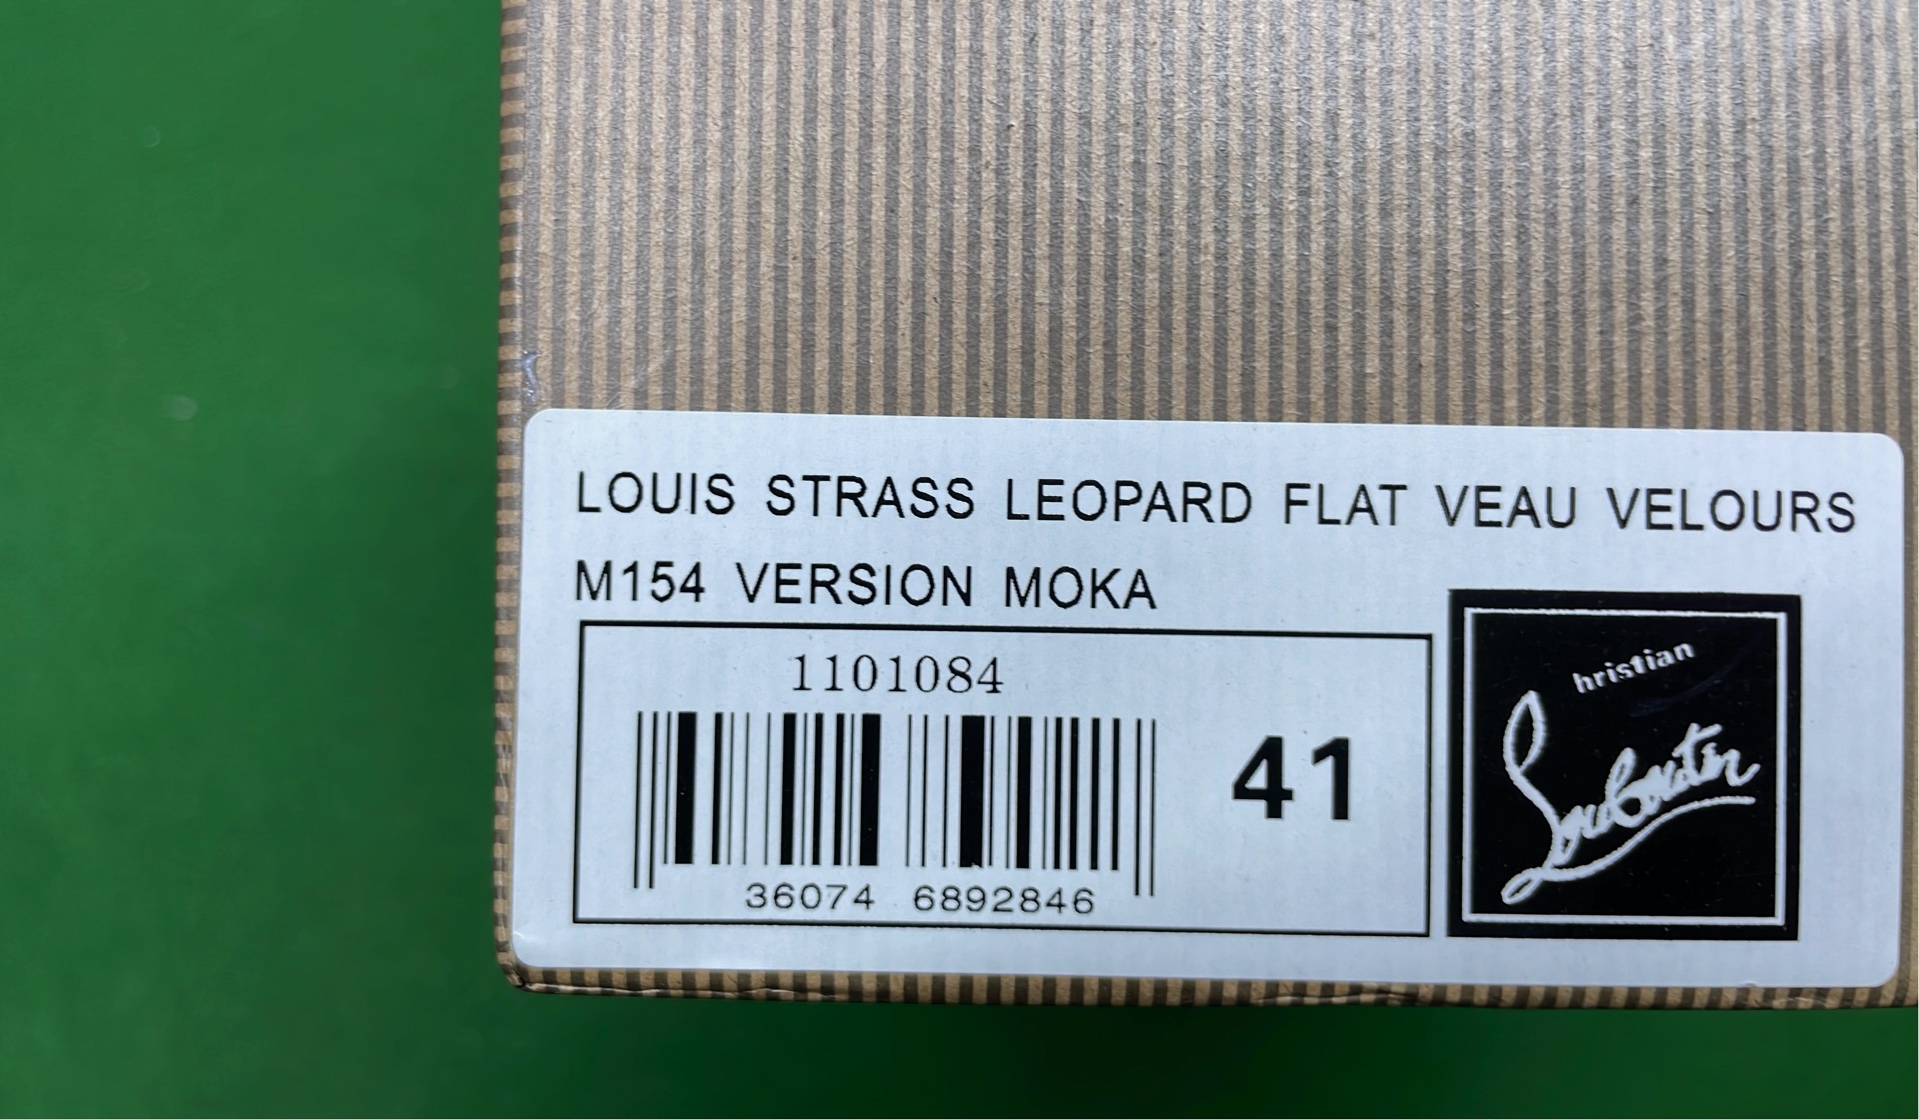 LOUIS STRASS LEOPARD FLAT VEAU VELOURS
M154 VERSION MOKA
1101084
36074 6892846
41
hristian
Louboutin